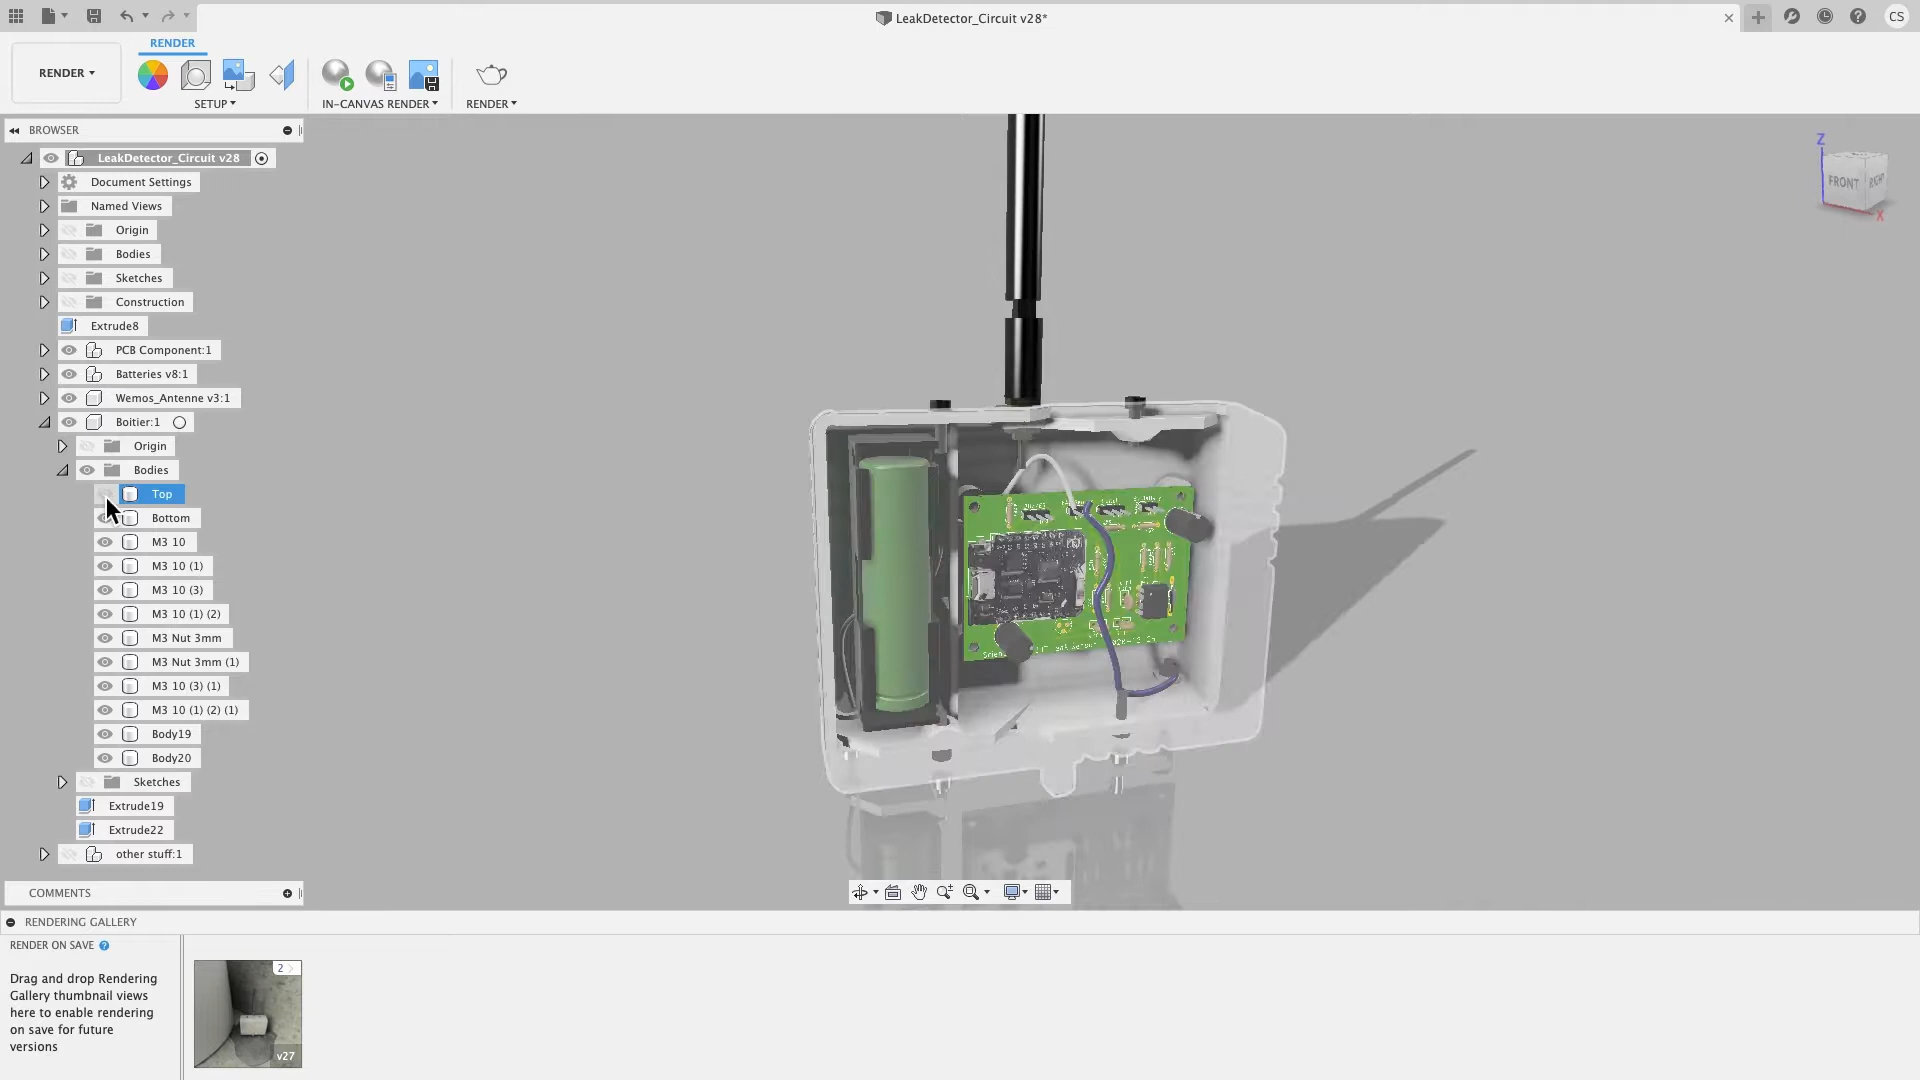 LeakDetector_Circuit v28*
CS
RENDER
RENDER
SETUP
IN-CANVAS RENDER
RENDER
BROWSER
LeakDetector_Circuit v28
Document Settings
Named Views
Origin
Bodies
Sketches
Construction
Extrude8
PCB Component:1
Batteries v8:1
Wemos_Antenne v3:1
Boitier:1
Origin
Bodies
Top
Bottom
M3 10
M3 10 (1)
M3 10 (3)
M3 10 (1) (2)
M3 Nut 3mm
M3 Nut 3mm (1)
M3 10 (3) (1)
M3 10 (1) (2) (1)
Body19
Body20
Sketches
Extrude19
Extrude22
other stuff:1
Z
FRONT
RIGHT
X
COMMENTS
RENDERING GALLERY
RENDER ON SAVE
Drag and drop Rendering
Gallery thumbnail views
here to enable rendering
on save for future
versions
2
v27